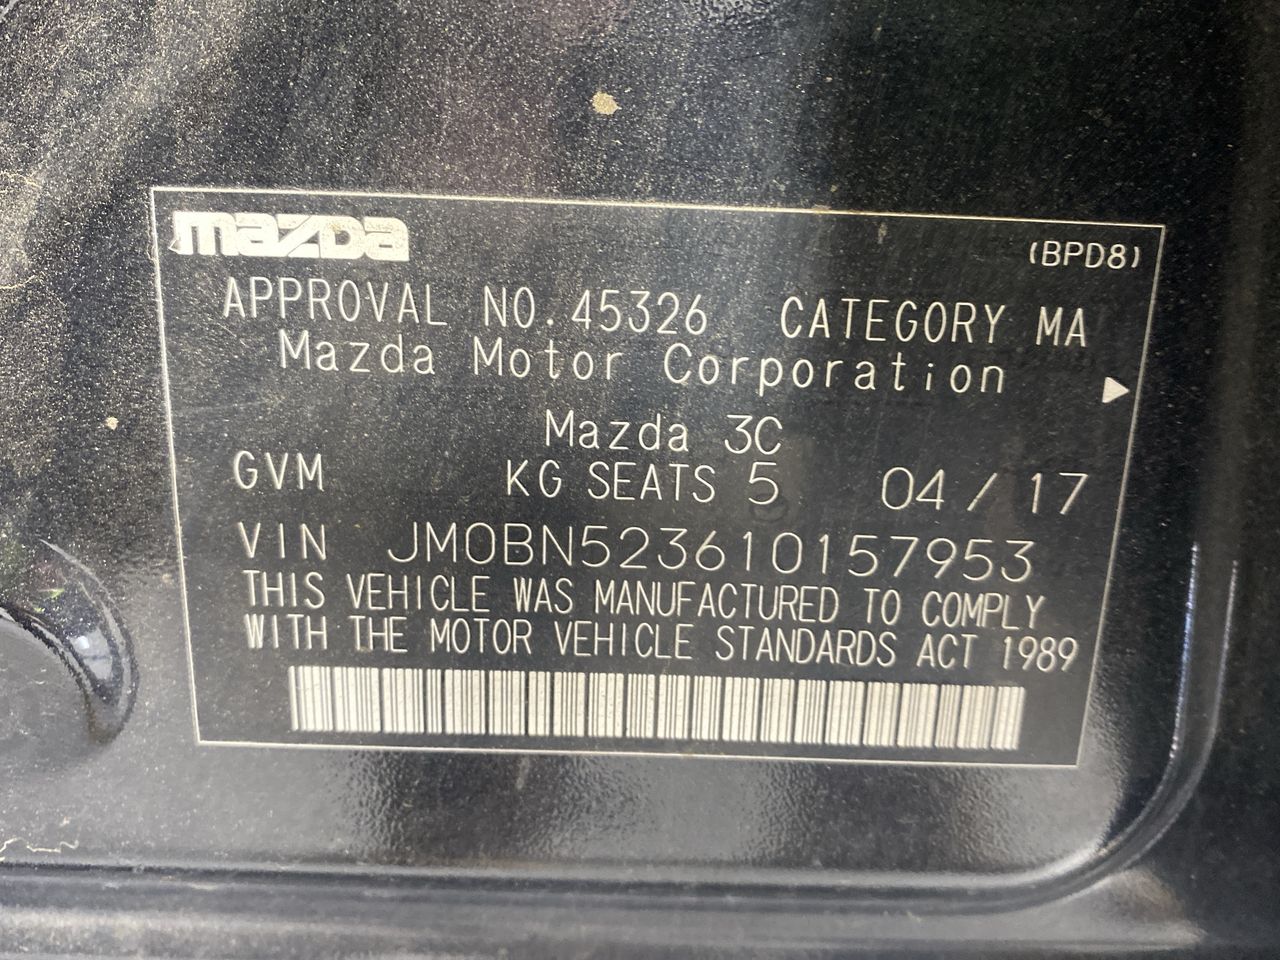 mazda
(BPD8)
APPROVAL NO.45326 CATEGORY MA
Mazda Motor Corporation
Mazda 3C
GVM KG SEATS 5 04/17
VIN JM0BN523610157953
THIS VEHICLE WAS MANUFACTURED TO COMPLY
WITH THE MOTOR VEHICLE STANDARDS ACT 1989